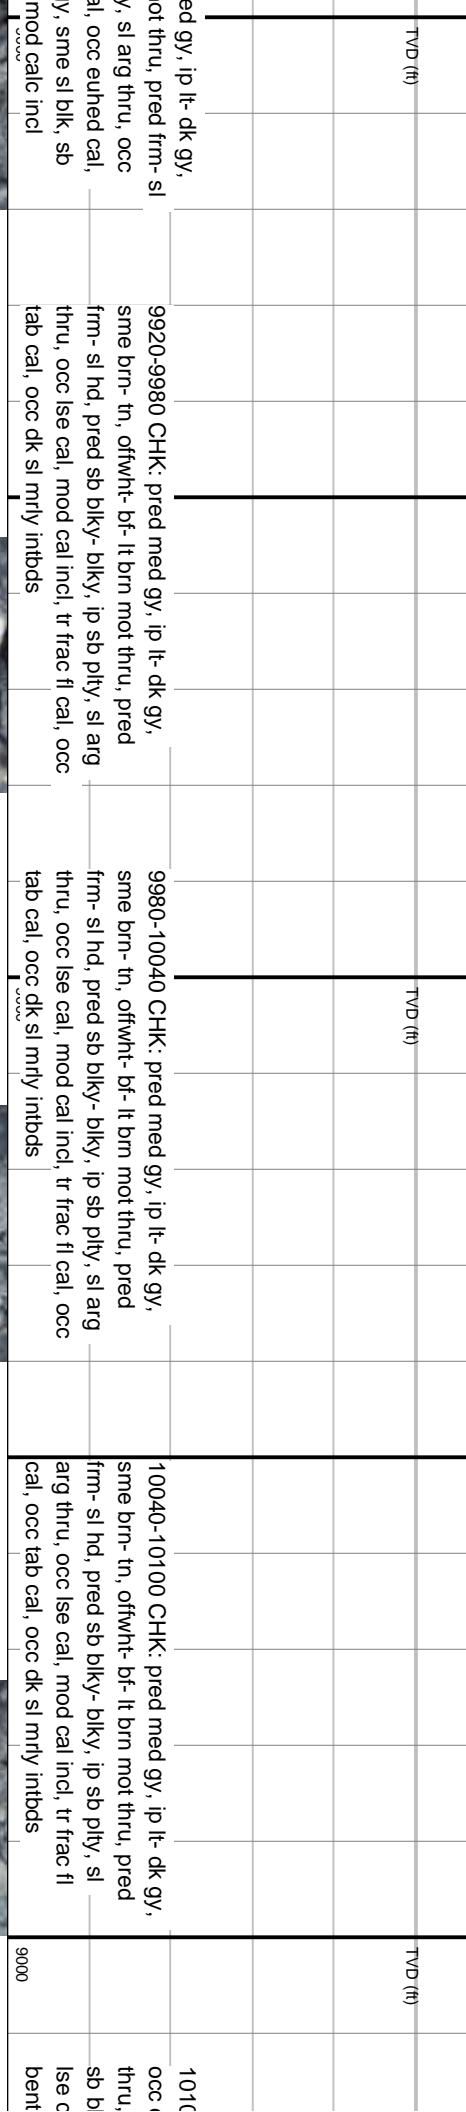 TVD (ft)
ed gy, ip lt- dk gy,
ot thru, pred frm- sl
y, sl arg thru, occ
al, occ euhed cal,
y, sme sl blk, sb
mod calc incl
9920-9980 CHK: pred med gy, ip lt- dk gy,
sme brn- tn, offwht- bf- lt brn mot thru, pred
frm- sl hd, pred sb blky- blky, ip sb plty, sl arg
thru, occ lse cal, mod cal incl, tr frac fl cal, occ
tab cal, occ dk sl mrly intbds
TVD (ft)
9980-10040 CHK: pred med gy, ip lt- dk gy,
sme brn- tn, offwht- bf- lt brn mot thru, pred
frm- sl hd, pred sb blky- blky, ip sb plty, sl arg
thru, occ lse cal, mod cal incl, tr frac fl cal, occ
tab cal, occ dk sl mrly intbds
10040-10100 CHK: pred med gy, ip lt- dk gy,
sme brn- tn, offwht- bf- lt brn mot thru, pred
frm- sl hd, pred sb blky- blky, ip sb plty, sl
arg thru, occ lse cal, mod cal incl, tr frac fl
cal, occ tab cal, occ dk sl mrly intbds
TVD (ft)
9000
1010
occ
thru,
sb bl
lse c
bent